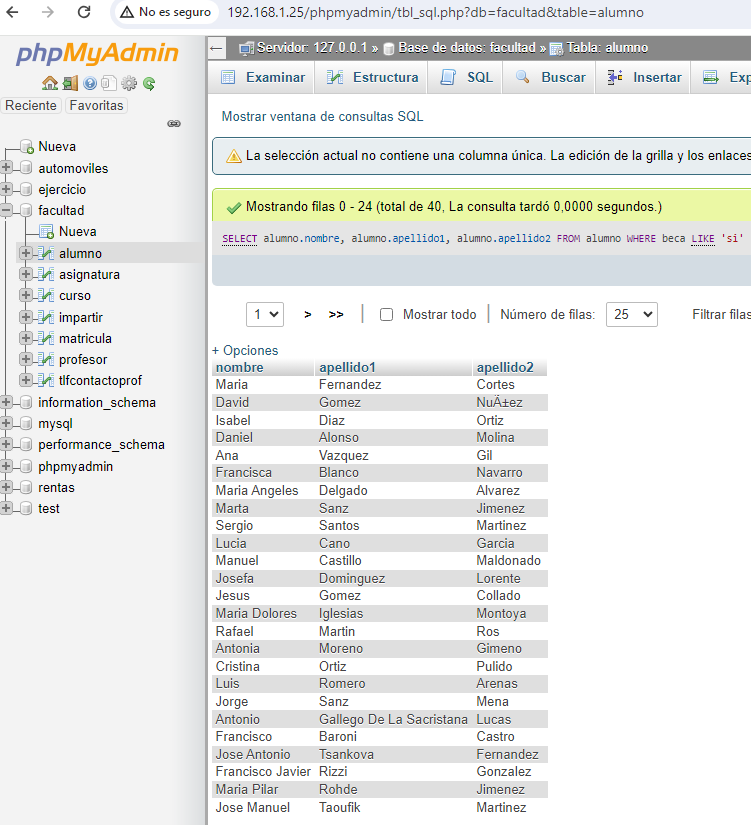 No es seguro 192.168.1.25/phpmyadmin/tbl_sql.php?db=facultad&table=alumno
phpMyAdmin
Reciente Favoritas
Nueva
automoviles
ejercicio
facultad
Nueva
alumno
asignatura
curso
impartir
matricula
profesor
tlfcontactoprof
information_schema
mysql
performance_schema
phpmyadmin
rentas
test
Servidor: 127.0.0.1 » Base de datos: facultad » Tabla: alumno
Examinar Estructura SQL Buscar Insertar Exp
Mostrar ventana de consultas SQL
La selección actual no contiene una columna única. La edición de la grilla y los enlaces
Mostrando filas 0 - 24 (total de 40, La consulta tardó 0,0000 segundos.)
SELECT alumno.nombre, alumno.apellido1, alumno.apellido2 FROM alumno WHERE beca LIKE 'si'
1 > >> | Mostrar todo | Número de filas: 25 Filtrar filas
+ Opciones
nombre apellido1 apellido2
Maria Fernandez Cortes
David Gomez NuÃ±ez
Isabel Diaz Ortiz
Daniel Alonso Molina
Ana Vazquez Gil
Francisca Blanco Navarro
Maria Angeles Delgado Alvarez
Marta Sanz Jimenez
Sergio Santos Martinez
Lucia Cano Garcia
Manuel Castillo Maldonado
Josefa Dominguez Lorente
Jesus Gomez Collado
Maria Dolores Iglesias Montoya
Rafael Martin Ros
Antonia Moreno Gimeno
Cristina Ortiz Pulido
Luis Romero Arenas
Jorge Sanz Mena
Antonio Gallego De La Sacristana Lucas
Francisco Baroni Castro
Jose Antonio Tsankova Fernandez
Francisco Javier Rizzi Gonzalez
Maria Pilar Rohde Jimenez
Jose Manuel Taoufik Martinez